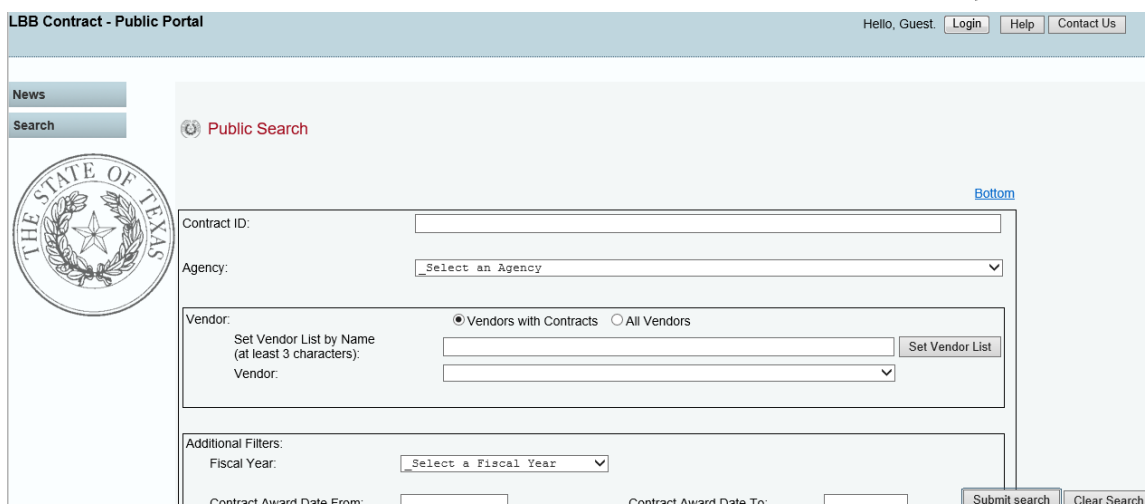 LBB Contract - Public Portal
Hello, Guest. Login Help Contact Us
News
Search
Public Search
THE STATE OF TEXAS
Bottom
Contract ID:
Agency: _Select an Agency
Vendor: Vendors with Contracts All Vendors
Set Vendor List by Name
(at least 3 characters): Set Vendor List
Vendor:
Additional Filters:
Fiscal Year: _Select a Fiscal Year
Contract Award Date From: Contract Award Date To: Submit search Clear Search